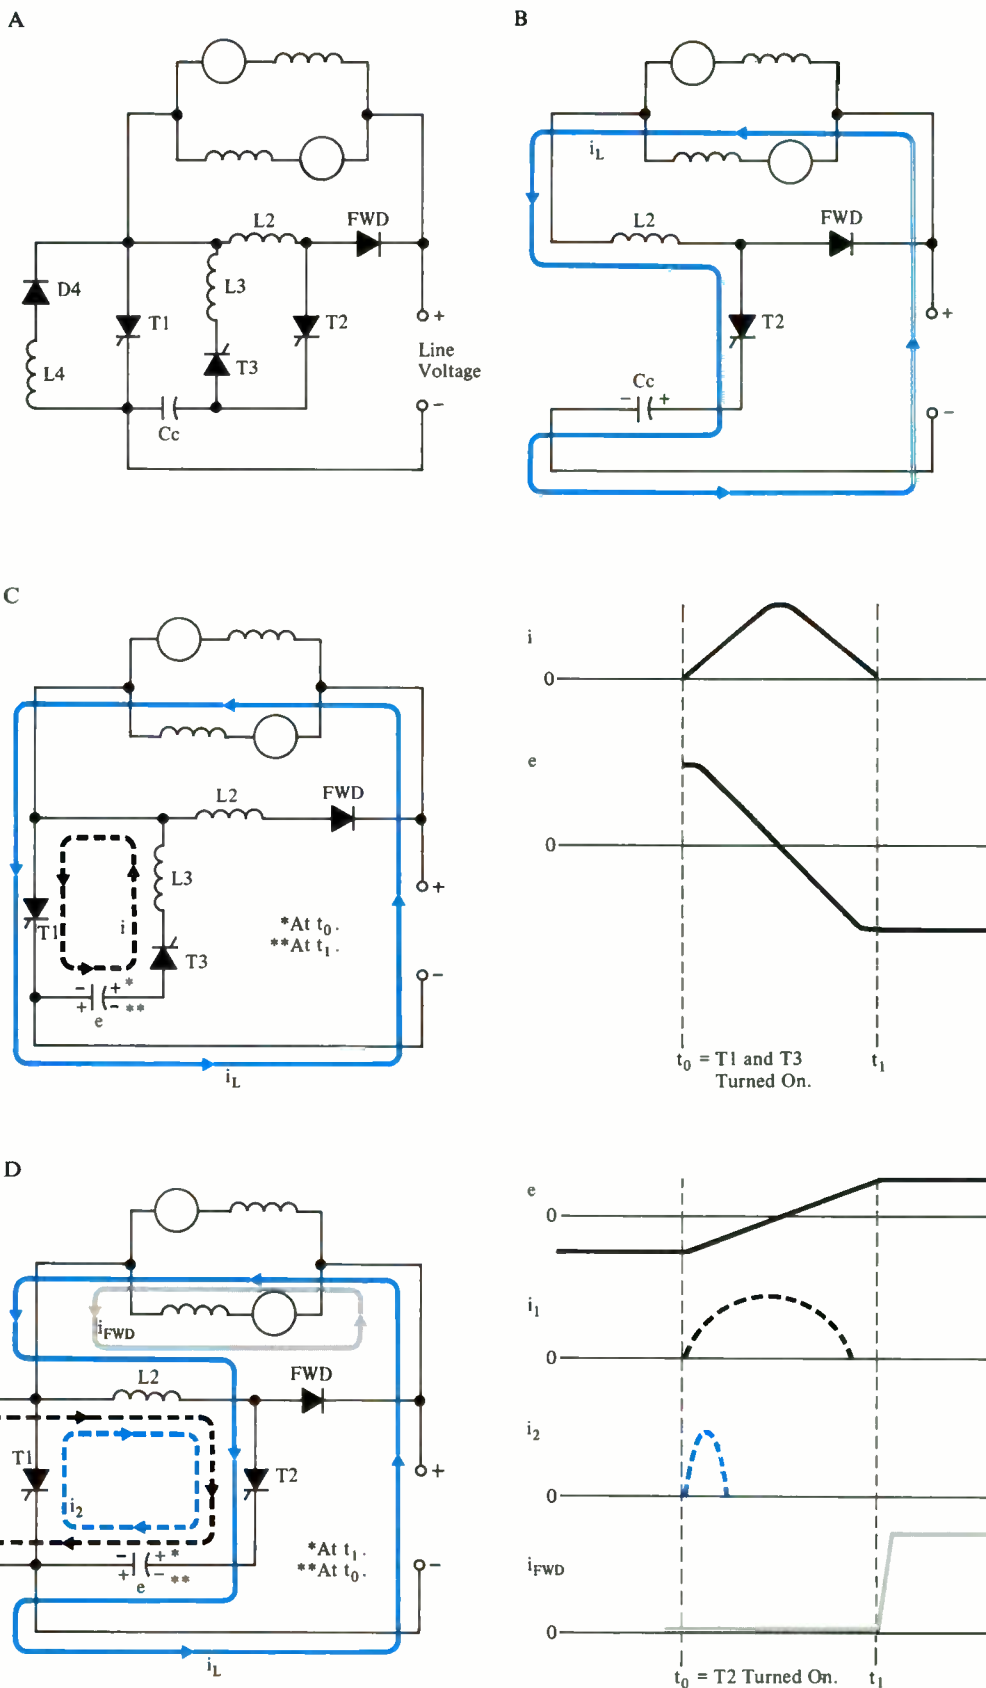 A
L2
FWD
D4
L3
T1
T2
+
Line
Voltage
T3
L4
−
Cc
B
iL
L2
FWD
T2
+
Cc
− +
−
C
L2
FWD
L3
+
T1
i
*At t0.
**At t1.
T3
−
− + *
+ − **
e
iL
i
0
e
0
t0 = T1 and T3
Turned On.
t1
D
iFWD
L2
FWD
T1
T2
+
i2
− + *
+ − **
e
*At t1.
**At t0.
−
iL
e
0
i1
0
i2
0
iFWD
0
t0 = T2 Turned On.
t1